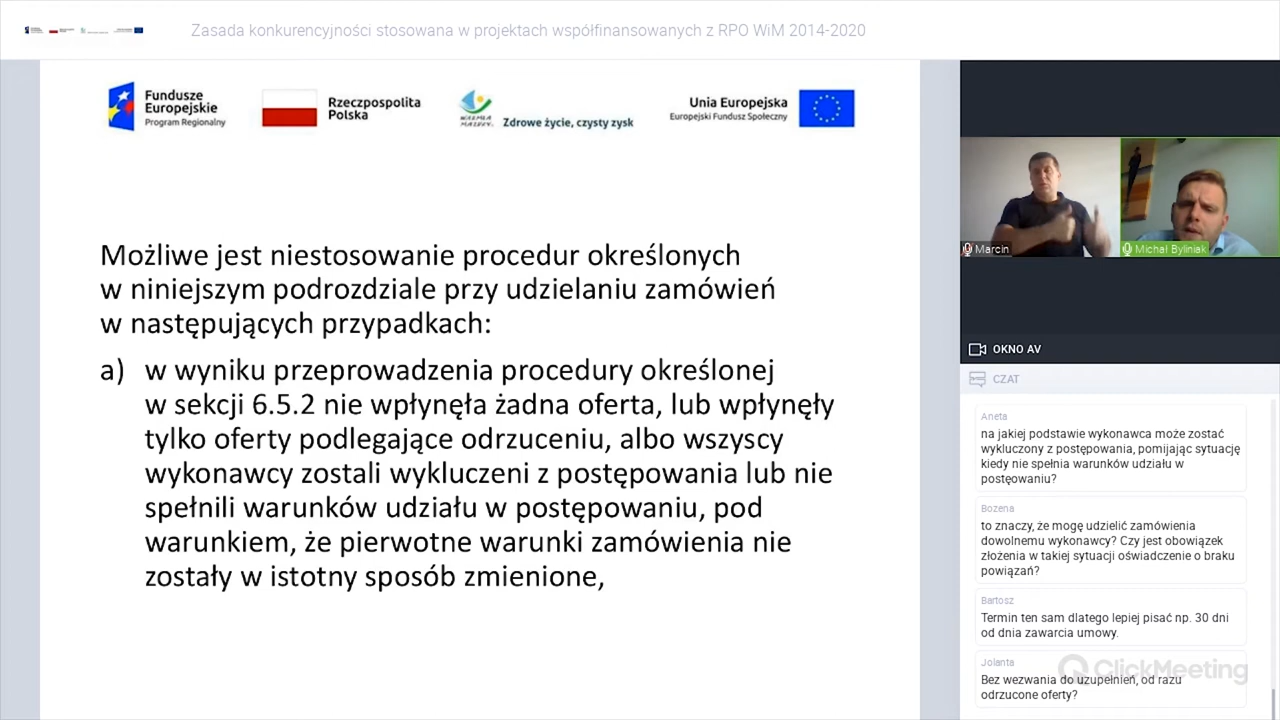 Zasada konkurencyjności stosowana w projektach współfinansowanych z RPO WiM 2014-2020
Fundusze
Europejskie
Program Regionalny
Rzeczpospolita
Polska
Zdrowe życie, czysty zysk
Unia Europejska
Europejski Fundusz Społeczny
Możliwe jest niestosowanie procedur określonych
w niniejszym podrozdziale przy udzielaniu zamówień
w następujących przypadkach:
a) w wyniku przeprowadzenia procedury określonej
w sekcji 6.5.2 nie wpłynęła żadna oferta, lub wpłynęły
tylko oferty podlegające odrzuceniu, albo wszyscy
wykonawcy zostali wykluczeni z postępowania lub nie
spełnili warunków udziału w postępowaniu, pod
warunkiem, że pierwotne warunki zamówienia nie
zostały w istotny sposób zmienione,
Marcin
Michał Byliniak
OKNO AV
CZAT
Aneta
na jakiej podstawie wykonawca może zostać
wykluczony z postępowania, pomijając sytuację
kiedy nie spełnia warunków udziału w
postęowaniu?
Bozena
to znaczy, że mogę udzielić zamówienia
dowolnemu wykonawcy? Czy jest obowiązek
złożenia w takiej sytuacji oświadczenie o braku
powiązań?
Bartosz
Termin ten sam dlatego lepiej pisać np. 30 dni
od dnia zawarcia umowy.
Jolanta
Bez wezwania do uzupełnień, od razu
odrzucone oferty?
ClickMeeting